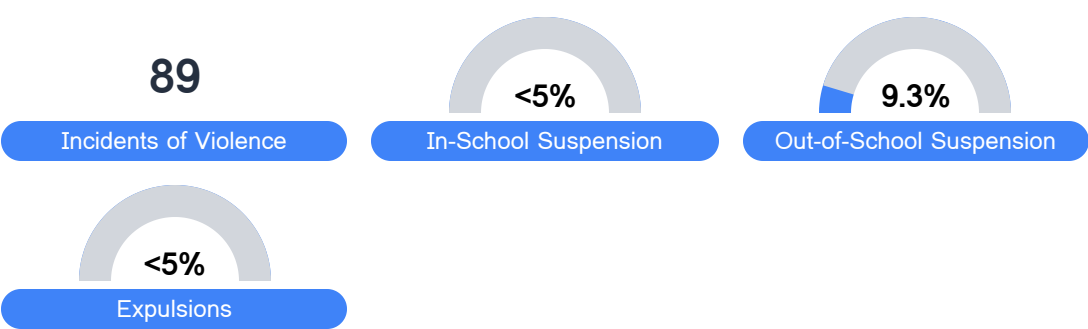 89
Incidents of Violence
<5%
In-School Suspension
9.3%
Out-of-School Suspension
<5%
Expulsions